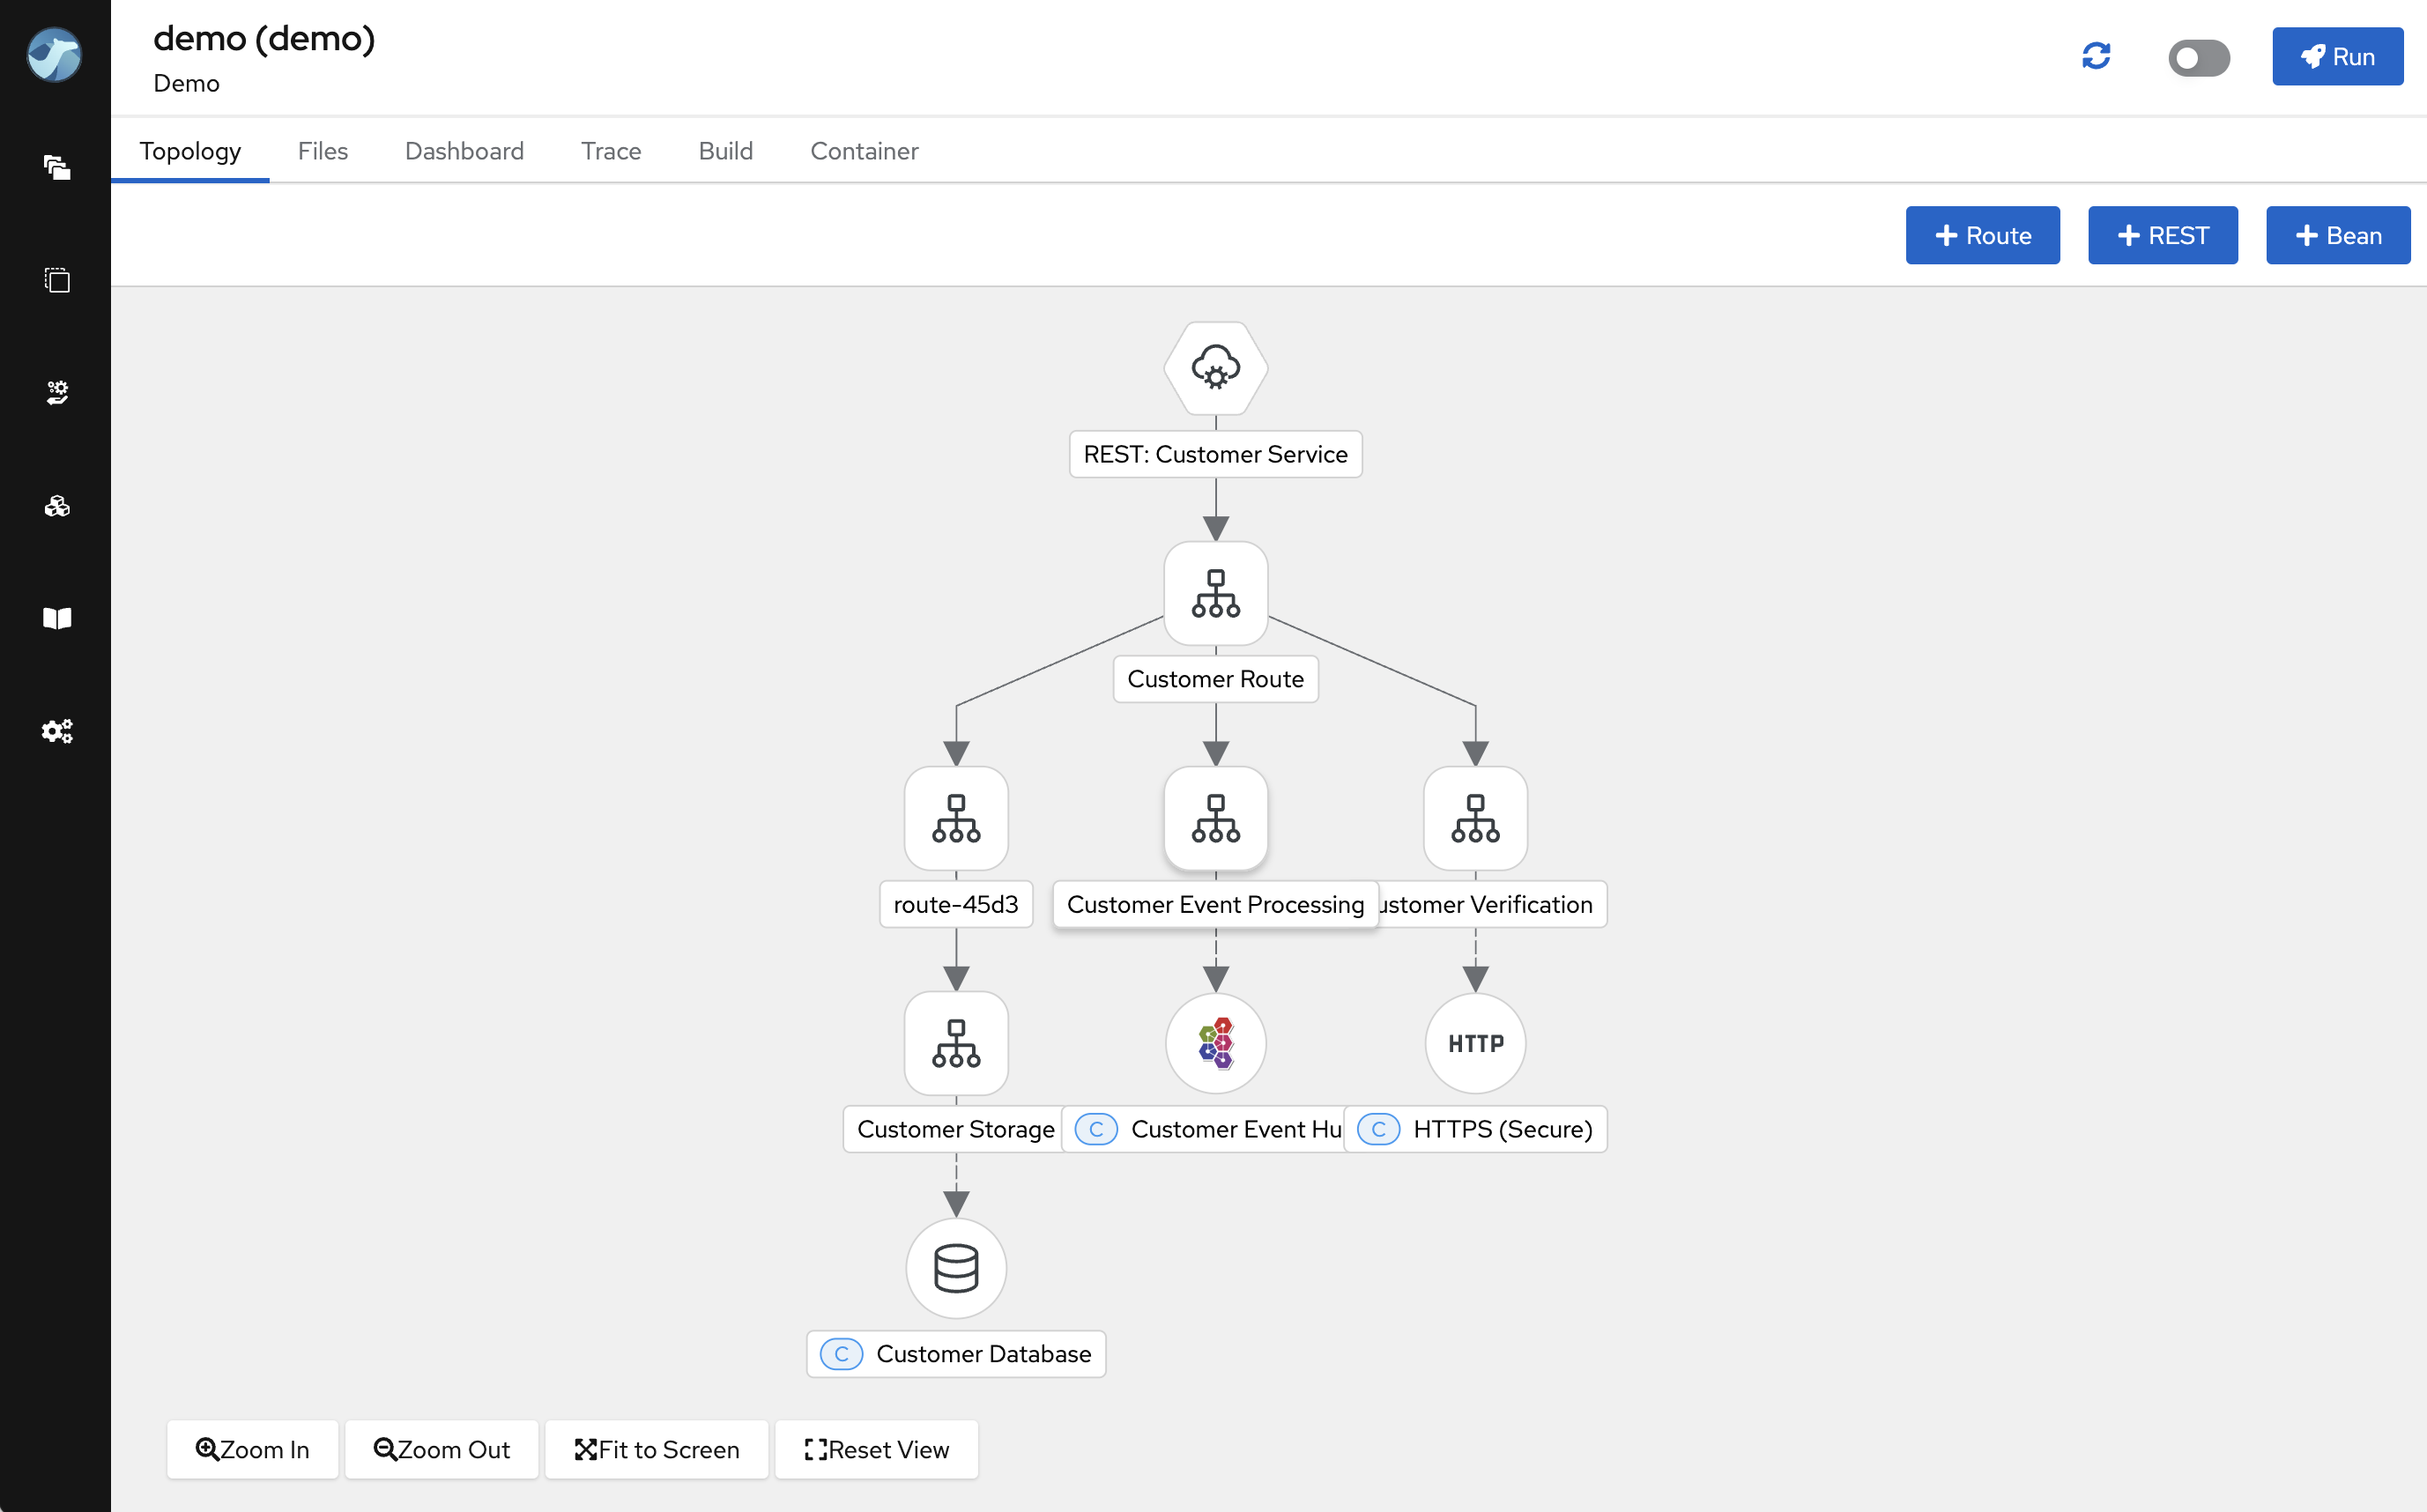 demo (demo)
Demo
Run
Topology Files Dashboard Trace Build Container
Route REST Bean
REST: Customer Service
Customer Route
route-45d3 Customer Event Processing ustomer Verification
HTTP
Customer Storage C Customer Event Hu C HTTPS (Secure)
C Customer Database
Zoom In Zoom Out Fit to Screen Reset View